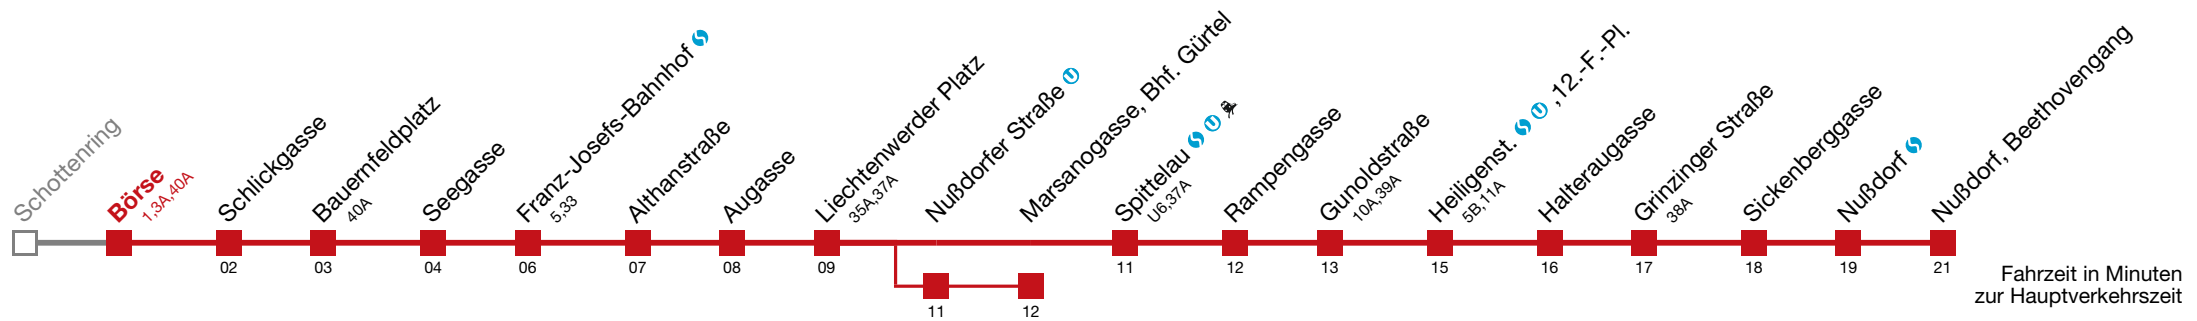 Schottenring
Börse
1,3A,40A
Schlickgasse
02
Bauernfeldplatz
40A
03
Seegasse
04
Franz-Josefs-Bahnhof
5,33
06
Althanstraße
07
Augasse
08
Liechtenwerder Platz
35A,37A
09
Nußdorfer Straße U
11
Marsanogasse, Bhf. Gürtel
12
Spittelau U
U6,37A
11
Rampengasse
12
Gunoldstraße
10A,39A
13
Heiligenst. U ,12.-F.-Pl.
5B,11A
15
Halteraugasse
16
Grinzinger Straße
38A
17
Sickenberggasse
18
Nußdorf
19
Nußdorf, Beethovengang
21
Fahrzeit in Minuten
zur Hauptverkehrszeit